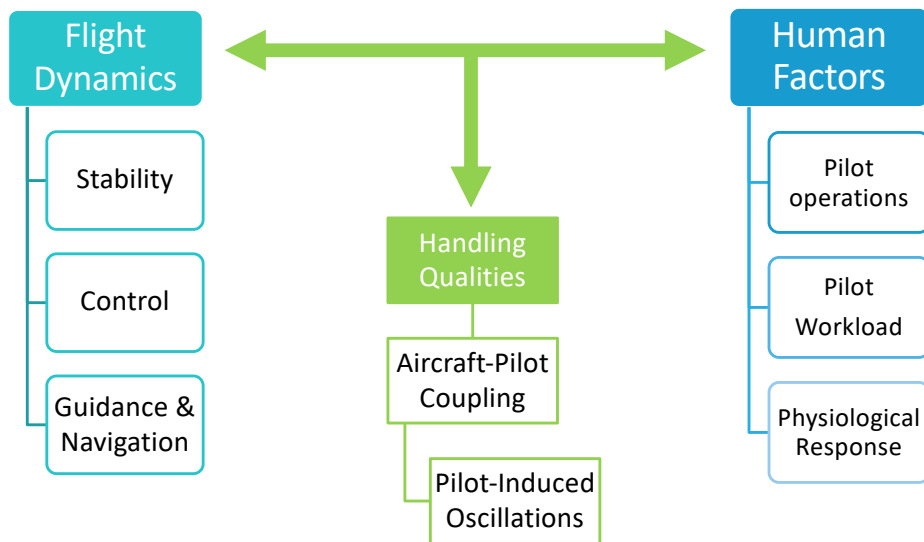 Flight
Dynamics
Stability
Control
Guidance &
Navigation
Handling
Qualities
Aircraft-Pilot
Coupling
Pilot-Induced
Oscillations
Human
Factors
Pilot
operations
Pilot
Workload
Physiological
Response